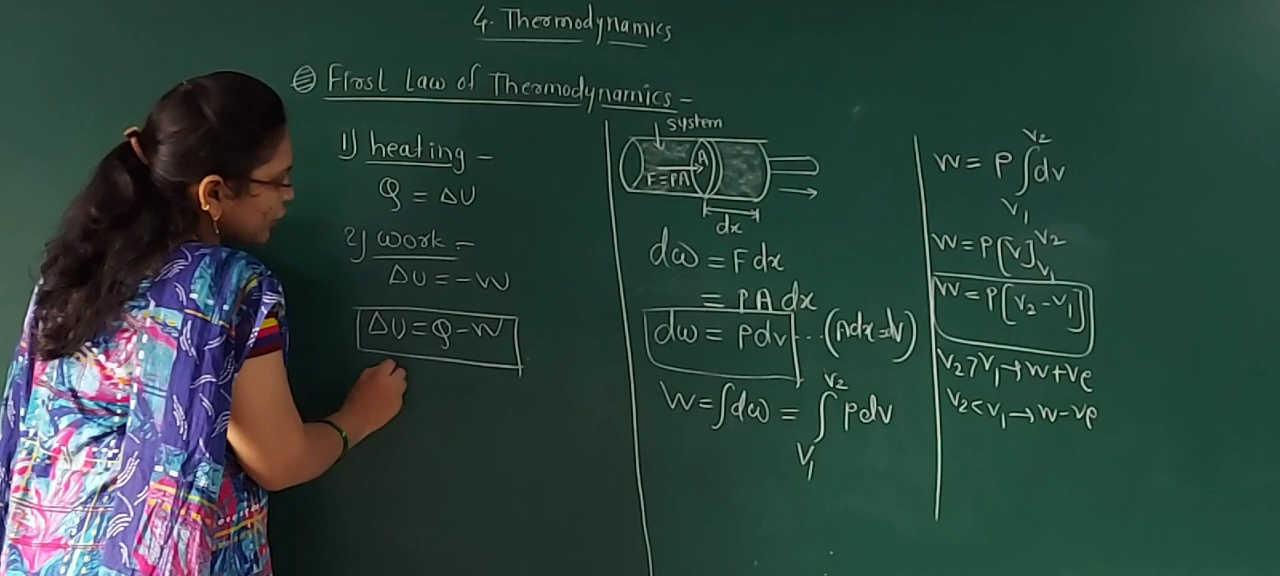 4. Thermodynamics
First Law of Thermodynamics -
1) heating -
Q = ΔU
2) work -
ΔU = -W
ΔU = Q - W
system
A
F = PA
dx
dω = Fdx
= PA dx
dω = Pdv ... (Adx = dv)
W = ∫dω = ∫_{V1}^{V2} pdv
W = P ∫_{V1}^{V2} dv
W = P[V]_{V1}^{V2}
W = P[V2 - V1]
V2 > V1 → W +ve
V2 < V1 → W -ve